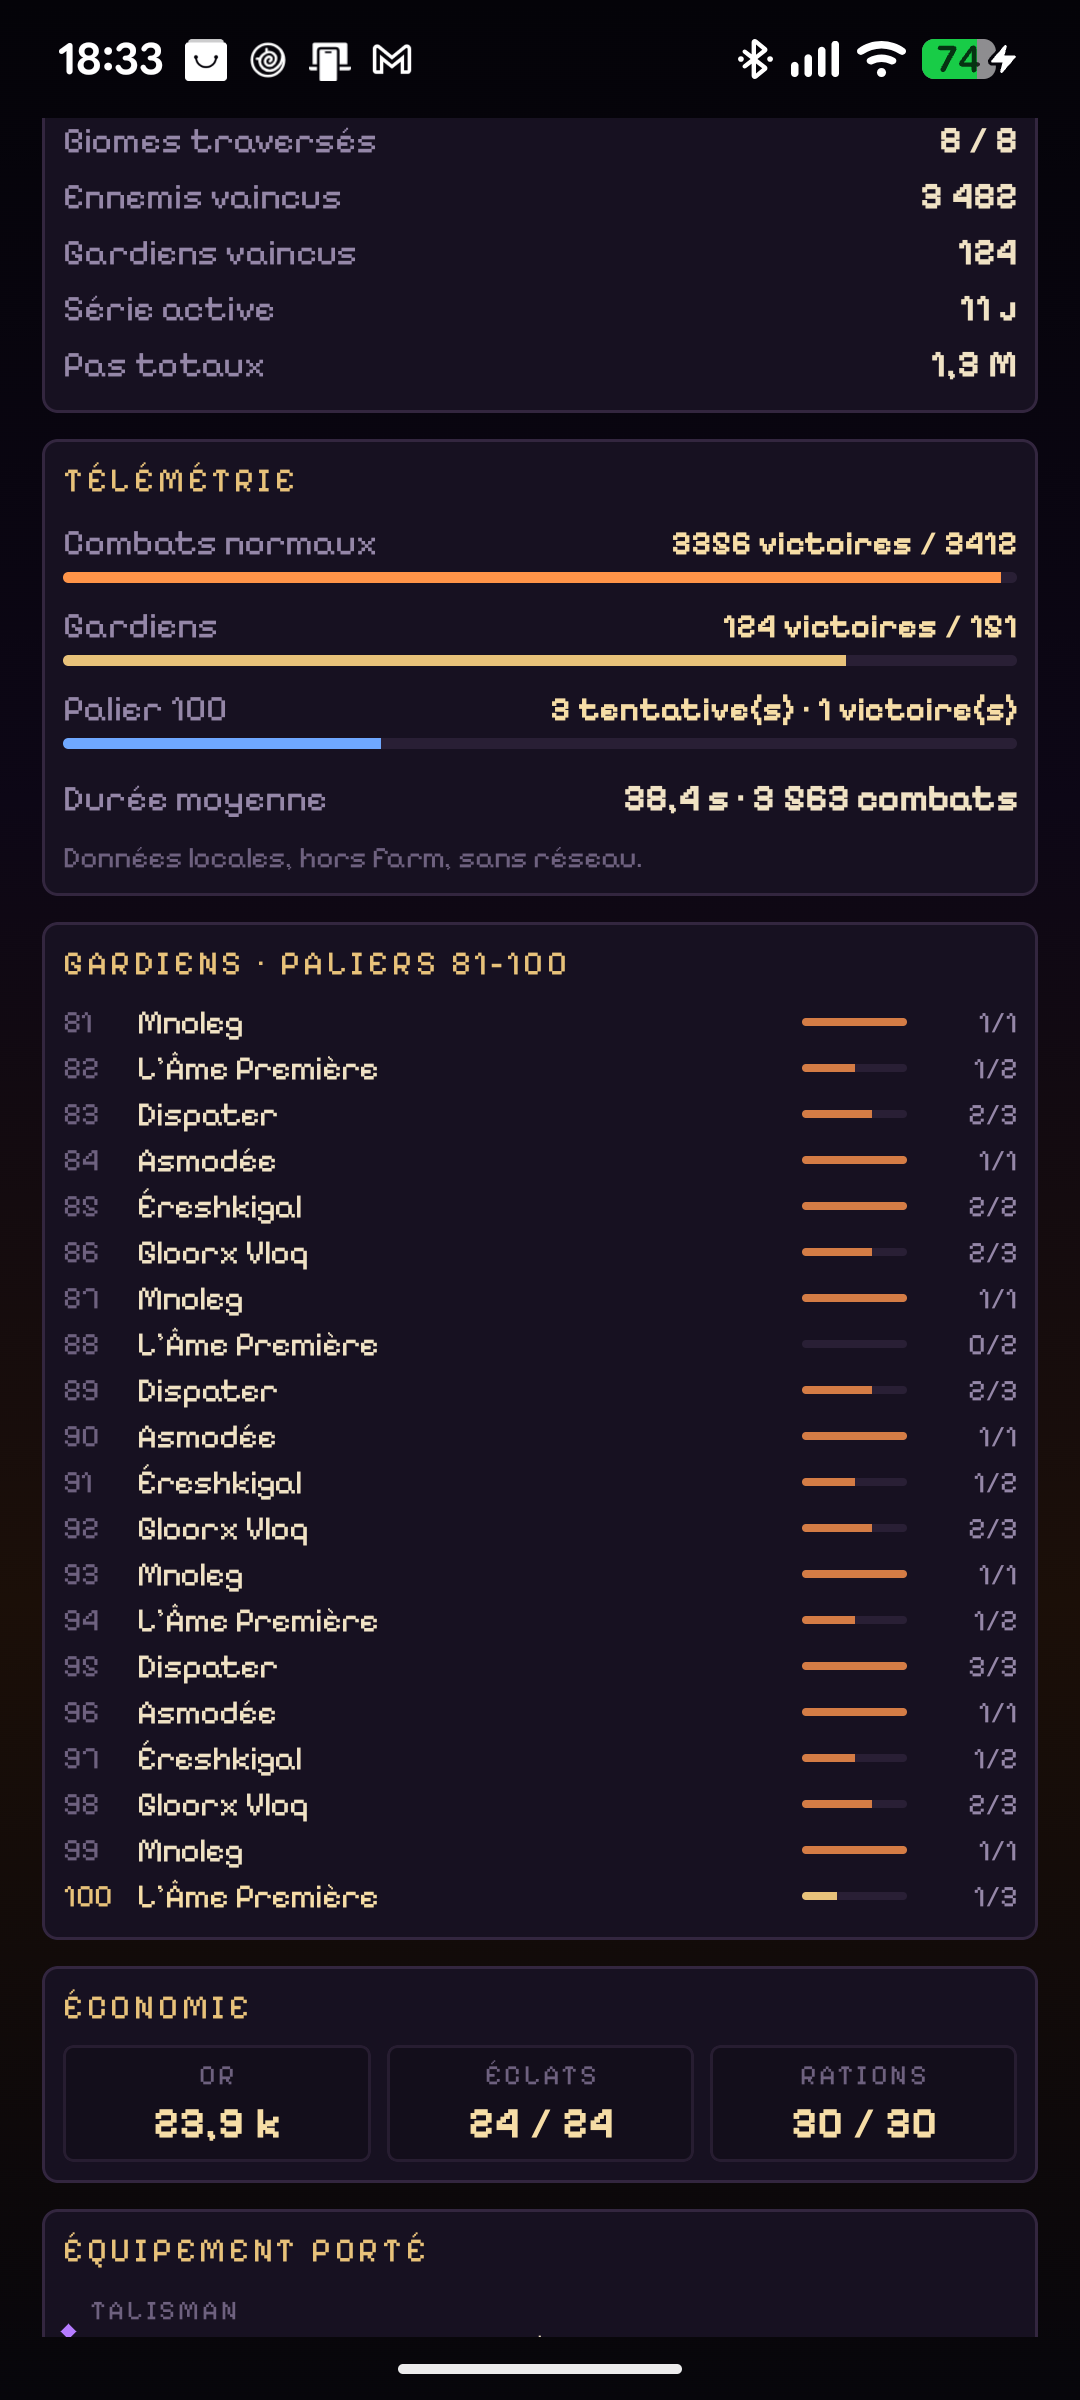 18:33 74
Biomes traversés 8 / 8
Ennemis vaincus 3 482
Gardiens vaincus 124
Série active 11 J
Pas totaux 1,3 M
TÉLÉMÉTRIE
Combats normaux 3356 victoires / 3412
Gardiens 124 victoires / 151
Palier 100 3 tentative(s) · 1 victoire(s)
Durée moyenne 38,4 s · 3 563 combats
Données locales, hors farm, sans réseau.
GARDIENS · PALIERS 81-100
81 Mnoleg 1/1
82 L'Âme Première 1/2
83 Dispater 2/3
84 Asmodée 1/1
85 Éreshkigal 2/2
86 Gloorx Vloq 2/3
87 Mnoleg 1/1
88 L'Âme Première 0/2
89 Dispater 2/3
90 Asmodée 1/1
91 Éreshkigal 1/2
92 Gloorx Vloq 2/3
93 Mnoleg 1/1
94 L'Âme Première 1/2
95 Dispater 3/3
96 Asmodée 1/1
97 Éreshkigal 1/2
98 Gloorx Vloq 2/3
99 Mnoleg 1/1
100 L'Âme Première 1/3
ÉCONOMIE
OR ÉCLATS RATIONS
23,9 k 24 / 24 30 / 30
ÉQUIPEMENT PORTÉ
TALISMAN